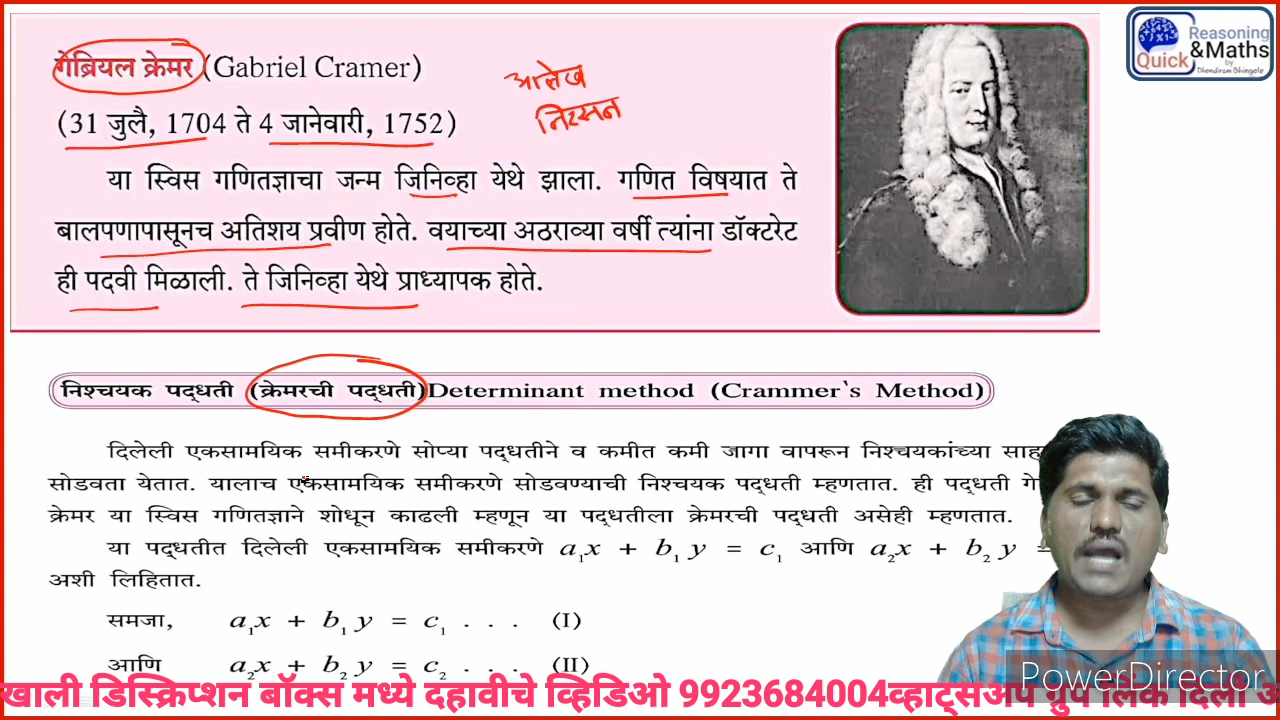 गेब्रियल क्रेमर (Gabriel Cramer)
(31 जुलै, 1704 ते 4 जानेवारी, 1752)
आलेख
निरसन
या स्विस गणितज्ञाचा जन्म जिनिव्हा येथे झाला. गणित विषयात ते
बालपणापासूनच अतिशय प्रवीण होते. वयाच्या अठराव्या वर्षी त्यांना डॉक्टरेट
ही पदवी मिळाली. ते जिनिव्हा येथे प्राध्यापक होते.
Reasoning
&Maths
Quick
by
Dhondiram Bhingole
निश्चयक पद्धती (क्रेमरची पद्धती) Determinant method (Crammer's Method)
दिलेली एकसामयिक समीकरणे सोप्या पद्धतीने व कमीत कमी जागा वापरून निश्चयकांच्या
सोडवता येतात. यालाच एकसामयिक समीकरणे सोडवण्याची निश्चयक पद्धती म्हणतात. ही पद्धती
क्रेमर या स्विस गणितज्ञाने शोधून काढली म्हणून या पद्धतीला क्रेमरची पद्धती असेही म्हणतात.
या पद्धतीत दिलेली एकसामयिक समीकरणे a₁x + b₁y = c₁ आणि a₂x + b₂y =
अशी लिहितात.
समजा, a₁x + b₁y = c₁ . . . (I)
आणि a₂x + b₂y = c₂ . . . (II)
PowerDirector
खाली डिस्क्रिप्शन बॉक्स मध्ये दहावीचे व्हिडिओ 9923684004व्हाट्सअप ग्रुप लिंक दिली